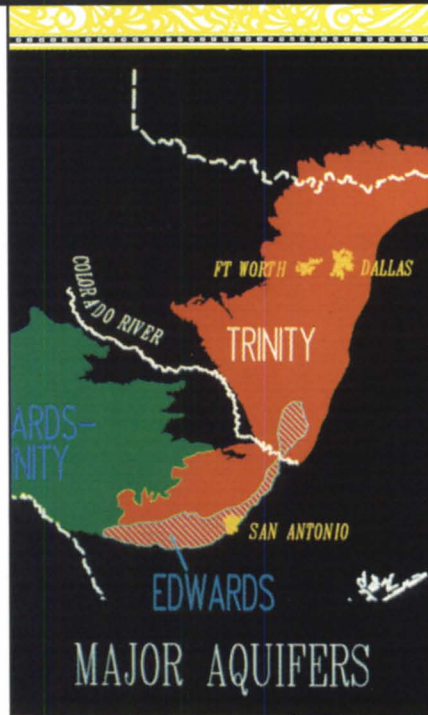 FT WORTH DALLAS
COLORADO RIVER
TRINITY
ARDS-
NITY
SAN ANTONIO
EDWARDS
MAJOR AQUIFERS